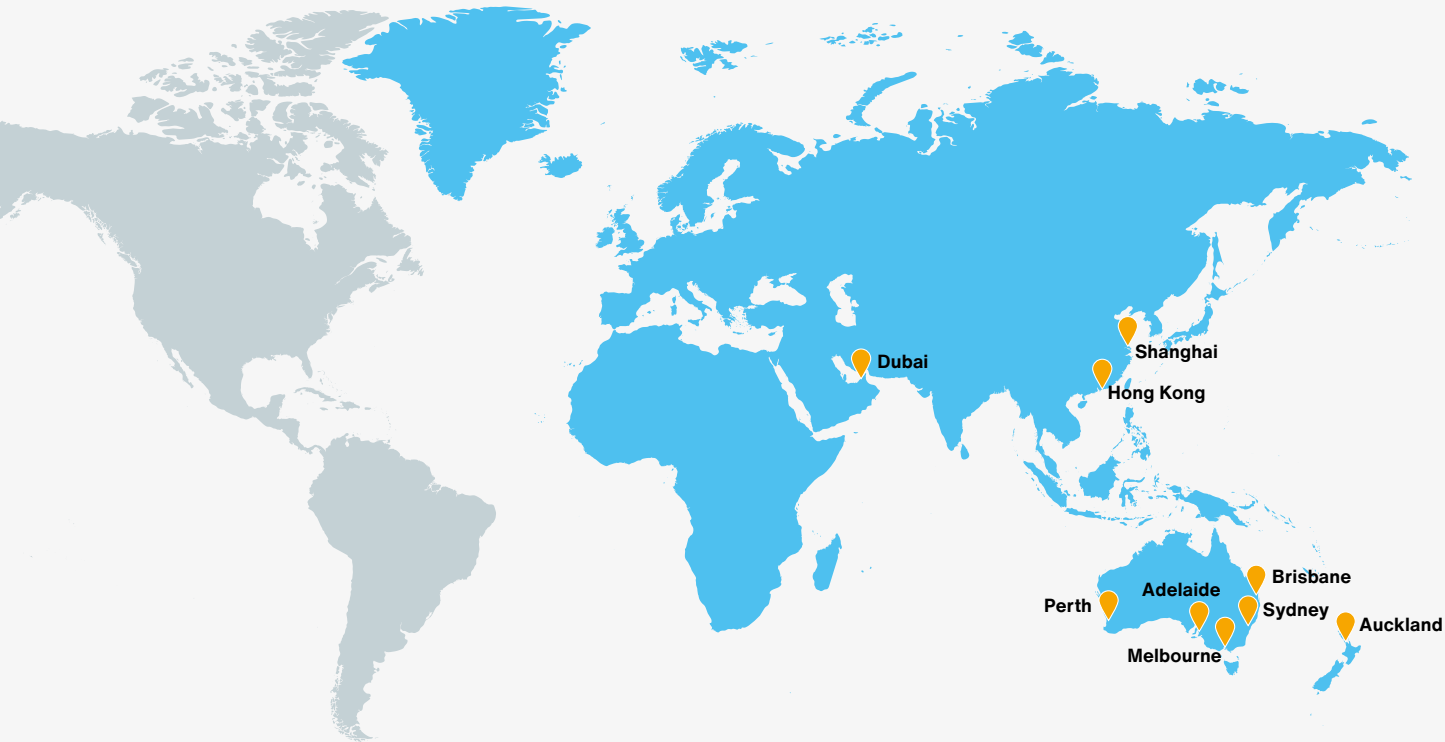 Shanghai
Dubai
Hong Kong
Brisbane
Adelaide
Perth
Sydney
Auckland
Melbourne